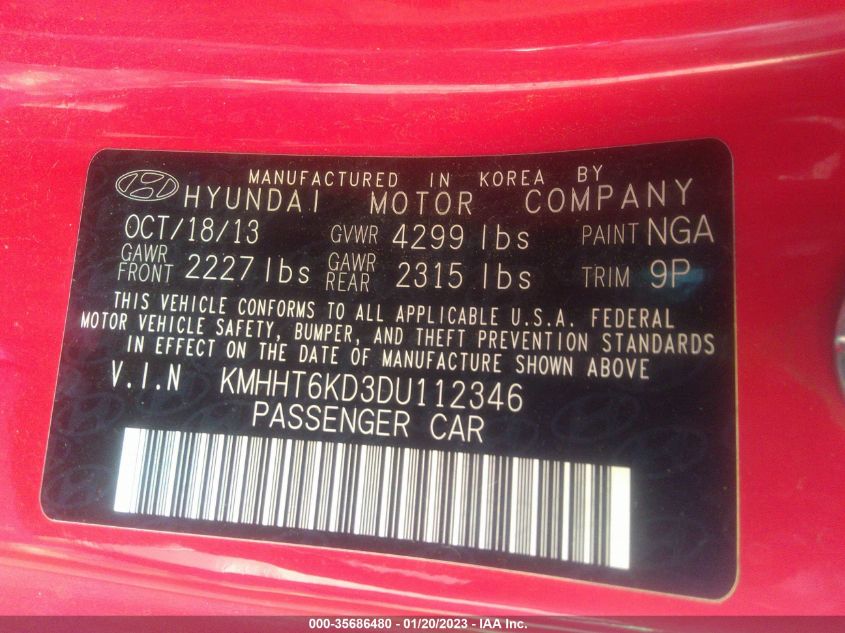 MANUFACTURED IN KOREA BY
HYUNDAI MOTOR COMPANY
OCT/18/13 GVWR 4299 lbs PAINT NGA
GAWR FRONT 2227 lbs GAWR REAR 2315 lbs TRIM 9P
THIS VEHICLE CONFORMS TO ALL APPLICABLE U.S.A. FEDERAL
MOTOR VEHICLE SAFETY, BUMPER, AND THEFT PREVENTION STANDARDS
IN EFFECT ON THE DATE OF MANUFACTURE SHOWN ABOVE
V.I.N KMHHT6KD3DU112346
PASSENGER CAR
000-35686480 - 01/20/2023 - IAA Inc.